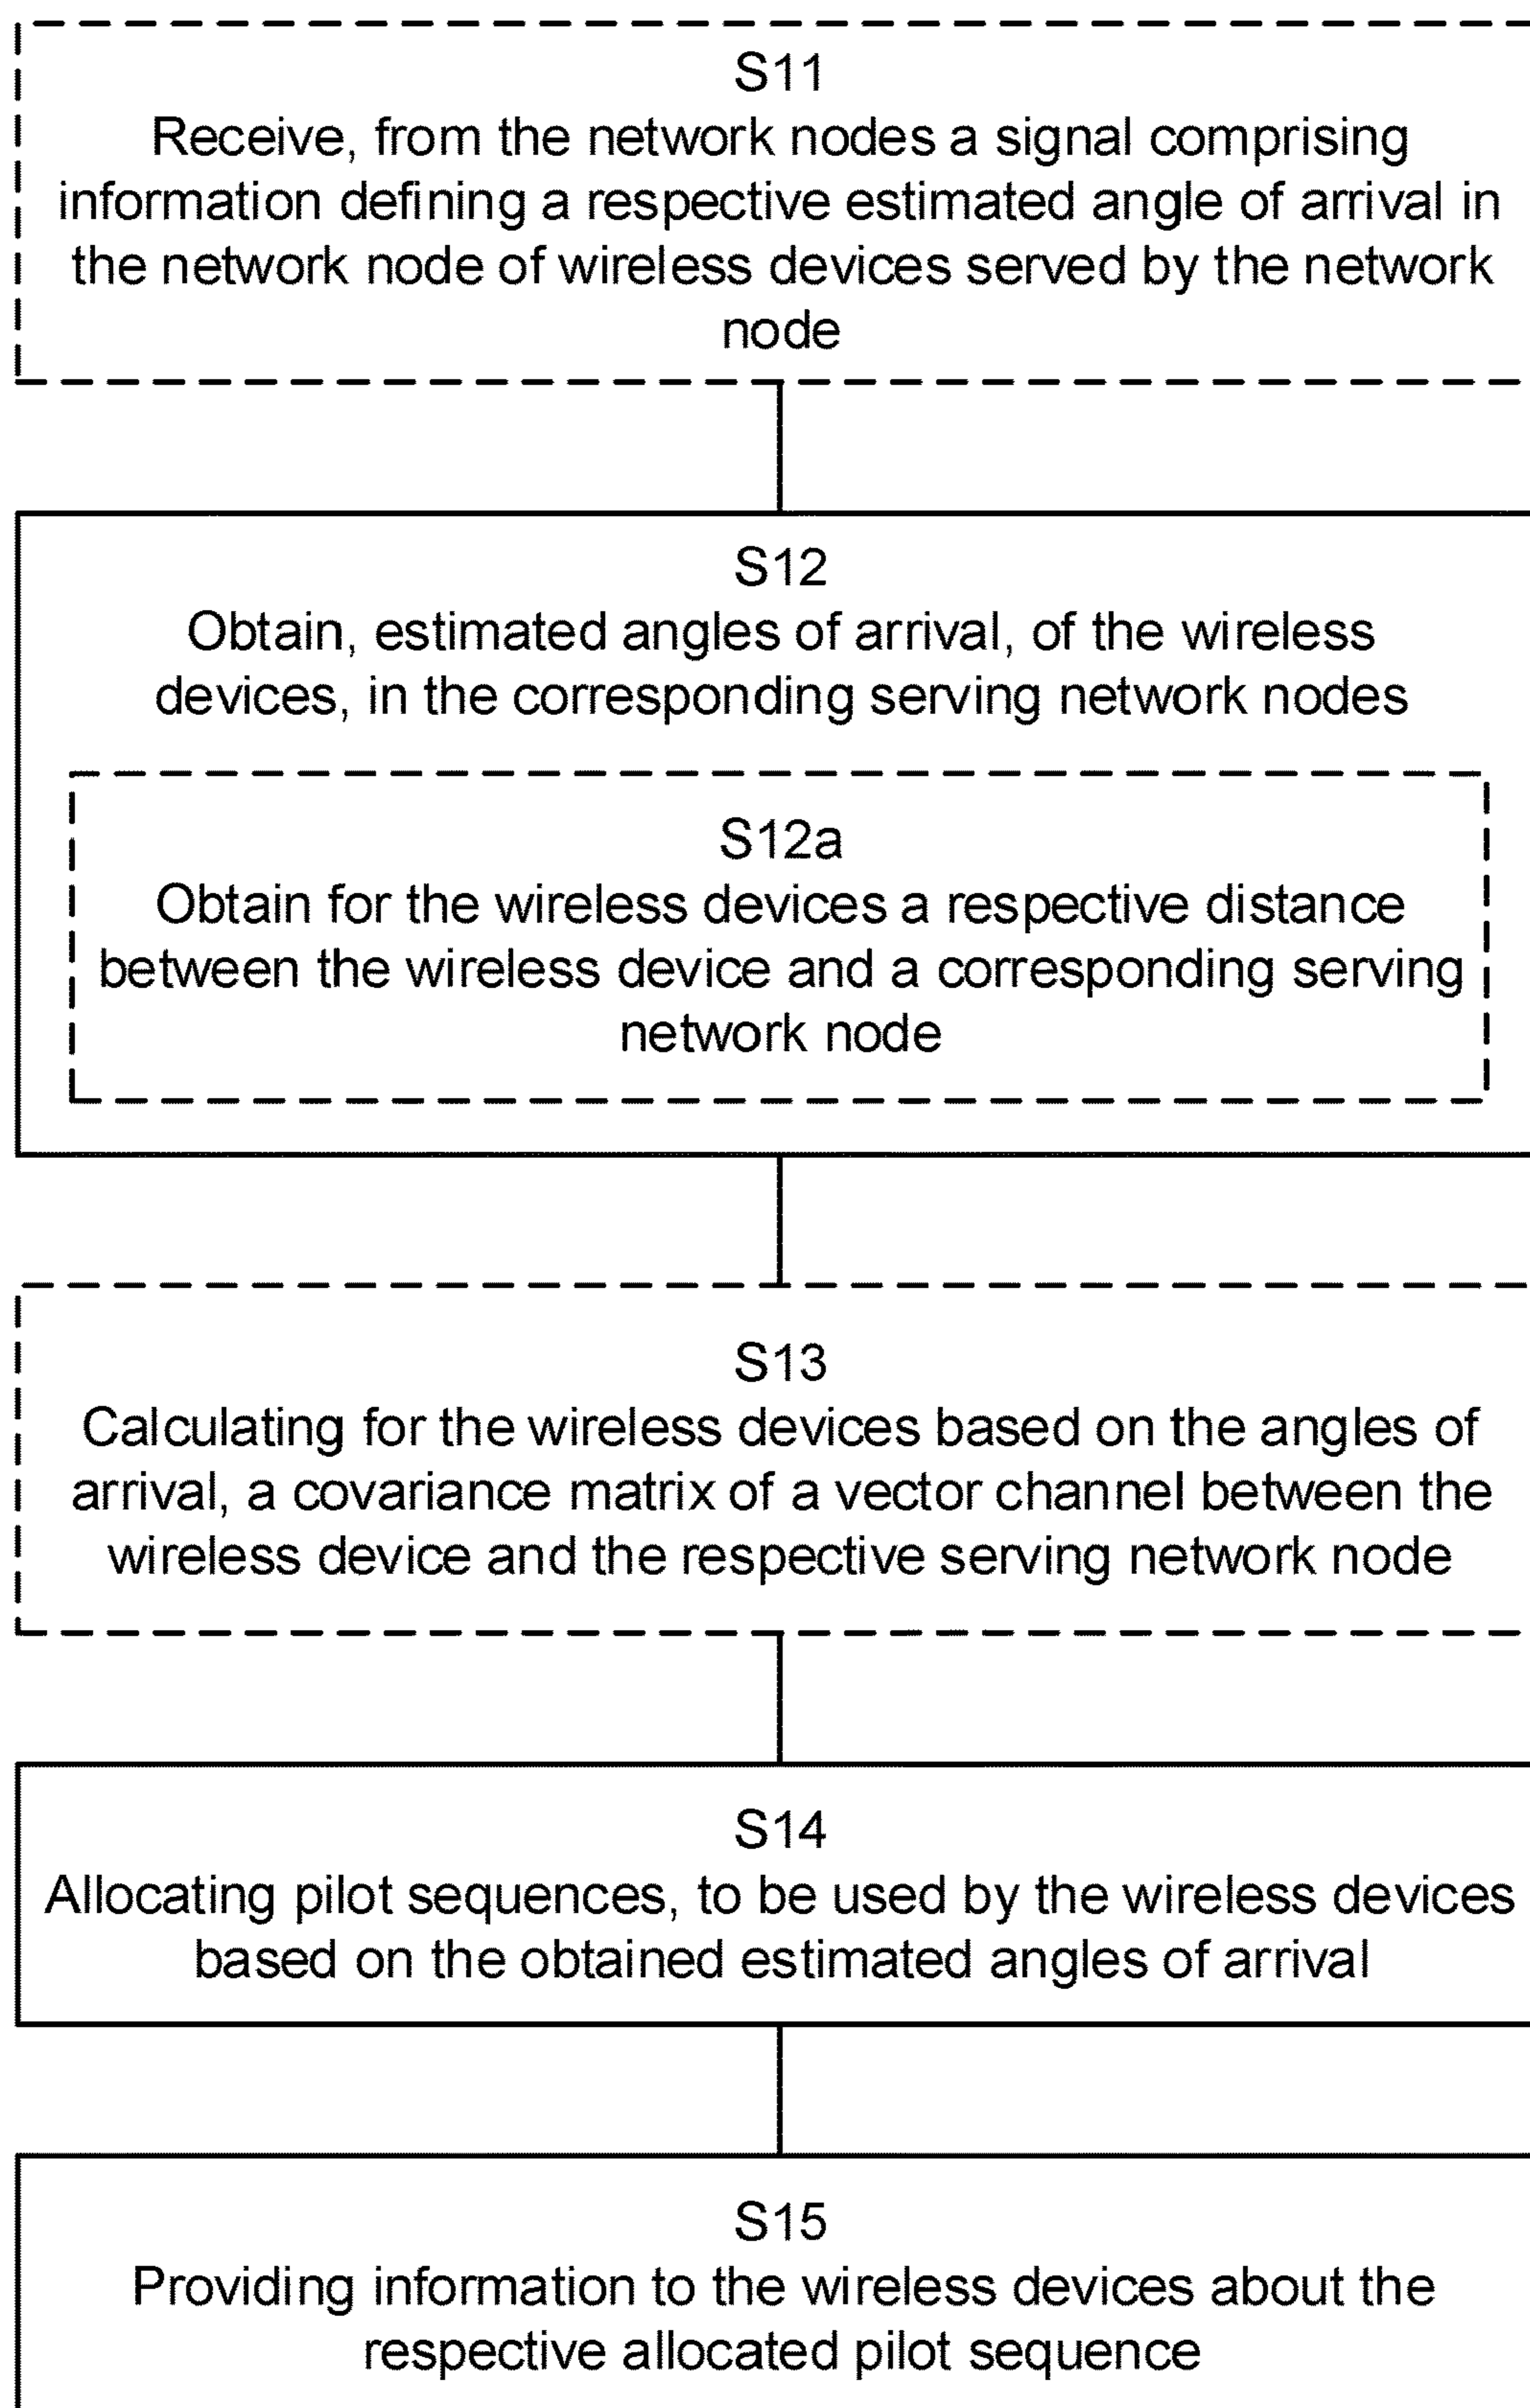 S11
Receive, from the network nodes a signal comprising
information defining a respective estimated angle of arrival in
the network node of wireless devices served by the network
node
S12
Obtain, estimated angles of arrival, of the wireless
devices, in the corresponding serving network nodes
S12a
Obtain for the wireless devices a respective distance
between the wireless device and a corresponding serving
network node
S13
Calculating for the wireless devices based on the angles of
arrival, a covariance matrix of a vector channel between the
wireless device and the respective serving network node
S14
Allocating pilot sequences, to be used by the wireless devices
based on the obtained estimated angles of arrival
S15
Providing information to the wireless devices about the
respective allocated pilot sequence